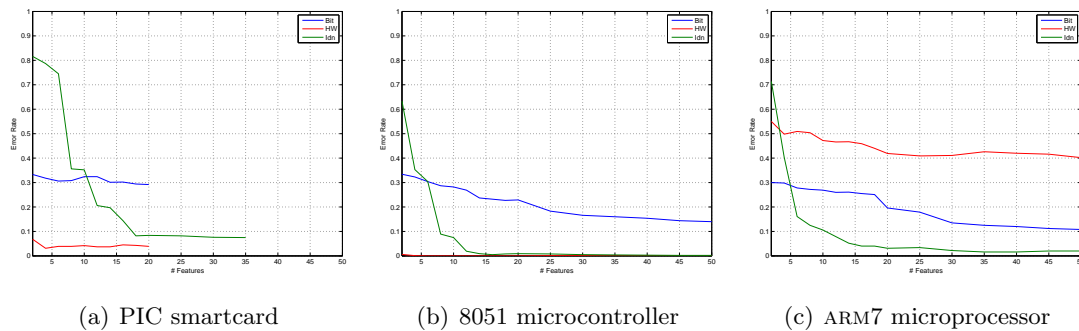 Bit
HW
Idn
1
0.9
0.8
0.7
0.6
0.5
0.4
0.3
0.2
0.1
0
Error Rate
5 10 15 20 25 30 35 40 45 50
# Features
(a) PIC smartcard
Bit
HW
Idn
1
0.9
0.8
0.7
0.6
0.5
0.4
0.3
0.2
0.1
0
Error Rate
5 10 15 20 25 30 35 40 45 50
# Features
(b) 8051 microcontroller
Bit
HW
Idn
1
0.9
0.8
0.7
0.6
0.5
0.4
0.3
0.2
0.1
0
Error Rate
5 10 15 20 25 30 35 40 45 50
# Features
(c) ARM7 microprocessor